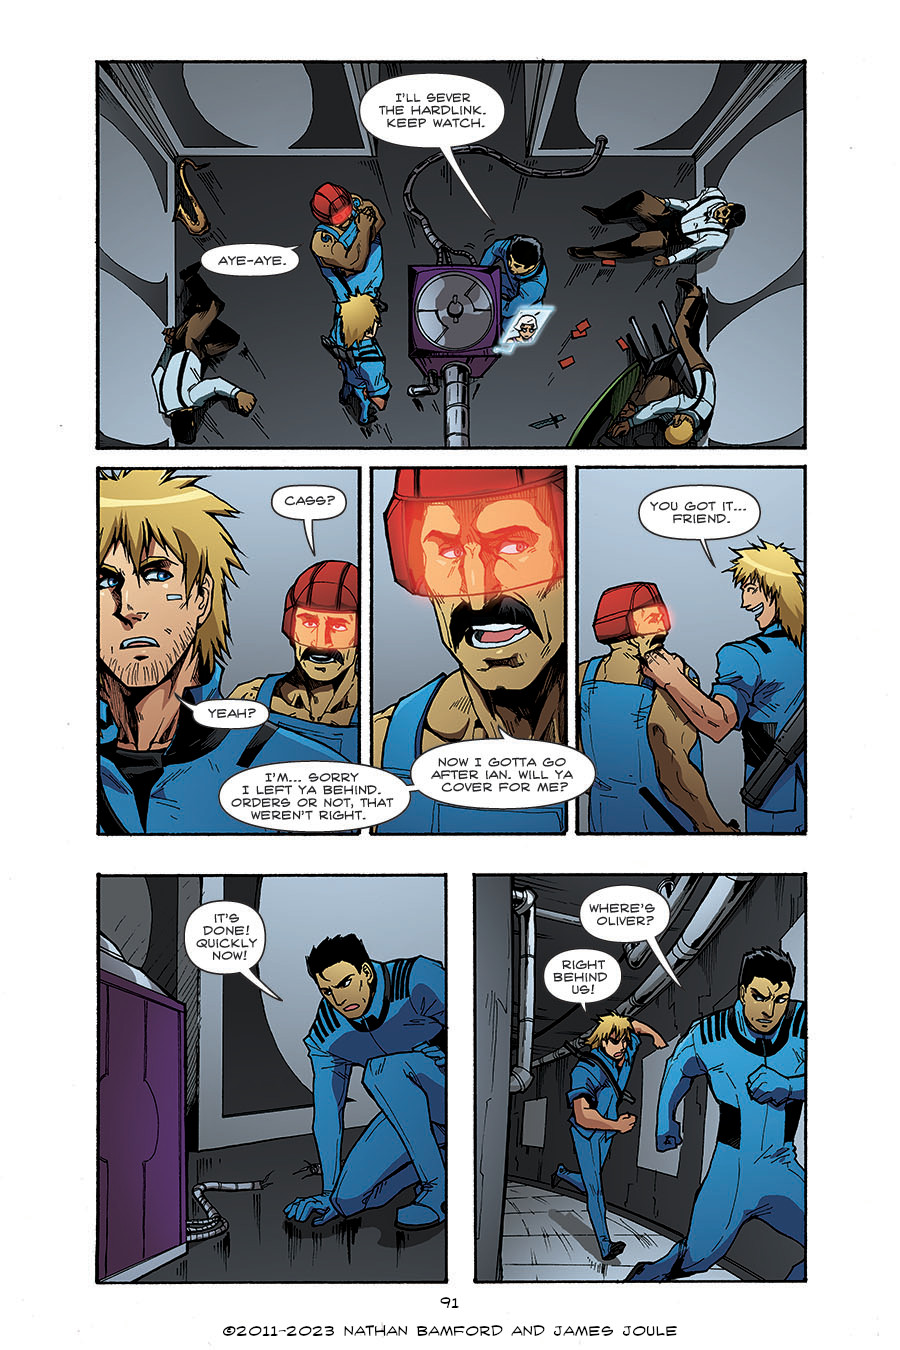 I'LL SEVER
THE HARDLINK.
KEEP WATCH.
AYE-AYE.
CASS?
YEAH?
I'M... SORRY
I LEFT YA BEHIND.
ORDERS OR NOT, THAT
WEREN'T RIGHT.
NOW I GOTTA GO
AFTER IAN. WILL YA
COVER FOR ME?
YOU GOT IT...
FRIEND.
IT'S
DONE!
QUICKLY
NOW!
WHERE'S
OLIVER?
RIGHT
BEHIND
US!
91
©2011-2023 NATHAN BAMFORD AND JAMES JOULE